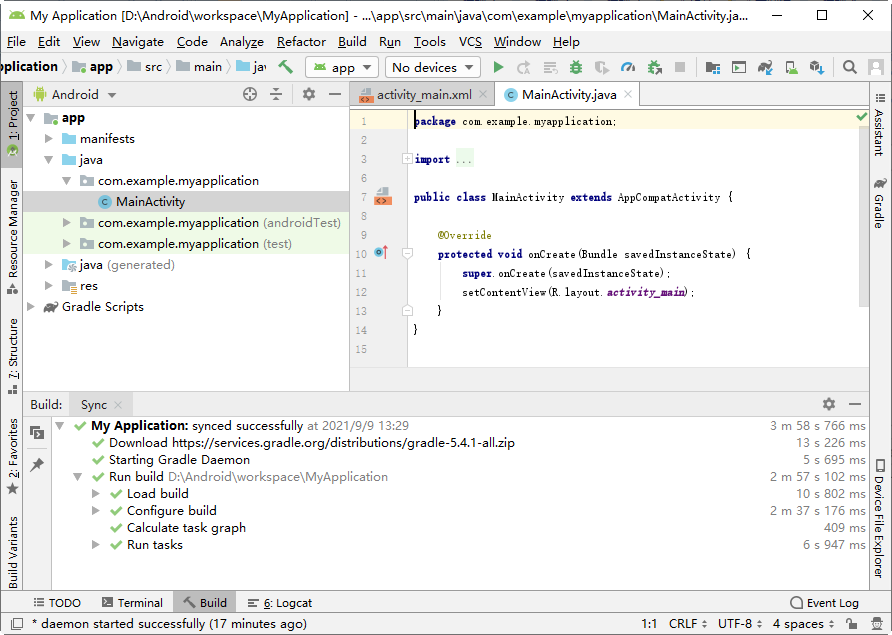 My Application [D:\Android\workspace\MyApplication] - ...\app\src\main\java\com\example\myapplication\MainActivity.ja...
File Edit View Navigate Code Analyze Refactor Build Run Tools VCS Window Help
pplication app src main app No devices
1: Project
Resource Manager
7: Structure
2: Favorites
Build Variants
Android
app
manifests
java
com.example.myapplication
MainActivity
com.example.myapplication (androidTest)
com.example.myapplication (test)
java (generated)
res
Gradle Scripts
activity_main.xml MainActivity.java
1 package com.example.myapplication;
2
3 import ...
6
7 public class MainActivity extends AppCompatActivity {
8
9 @Override
10 protected void onCreate(Bundle savedInstanceState) {
11 super.onCreate(savedInstanceState);
12 setContentView(R.layout.activity_main);
13 }
14 }
15
Assistant
Gradle
Device File Explorer
Build: Sync
My Application: synced successfully at 2021/9/9 13:29 3 m 58 s 766 ms
Download https://services.gradle.org/distributions/gradle-5.4.1-all.zip 13 s 226 ms
Starting Gradle Daemon 5 s 695 ms
Run build D:\Android\workspace\MyApplication 2 m 57 s 102 ms
Load build 10 s 802 ms
Configure build 2 m 37 s 176 ms
Calculate task graph 409 ms
Run tasks 6 s 947 ms
TODO Terminal Build 6: Logcat Event Log
* daemon started successfully (17 minutes ago) 1:1 CRLF UTF-8 4 spaces